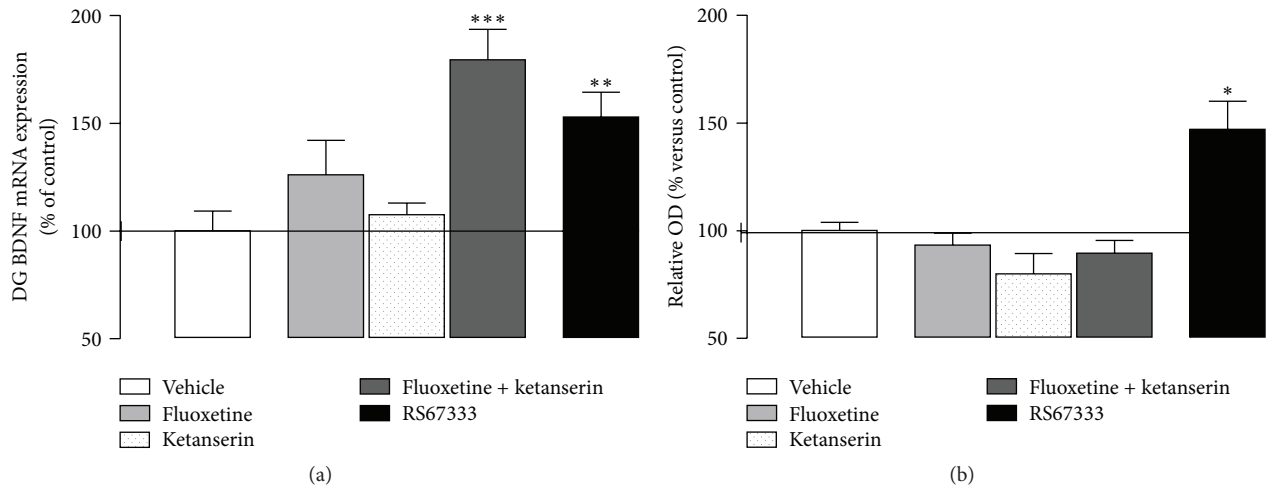 200
150
100
50
DG BDNF mRNA expression
(% of control)
***
**
Vehicle
Fluoxetine
Ketanserin
Fluoxetine + ketanserin
RS67333
(a)
200
150
100
50
Relative OD (% versus control)
*
Vehicle
Fluoxetine
Ketanserin
Fluoxetine + ketanserin
RS67333
(b)